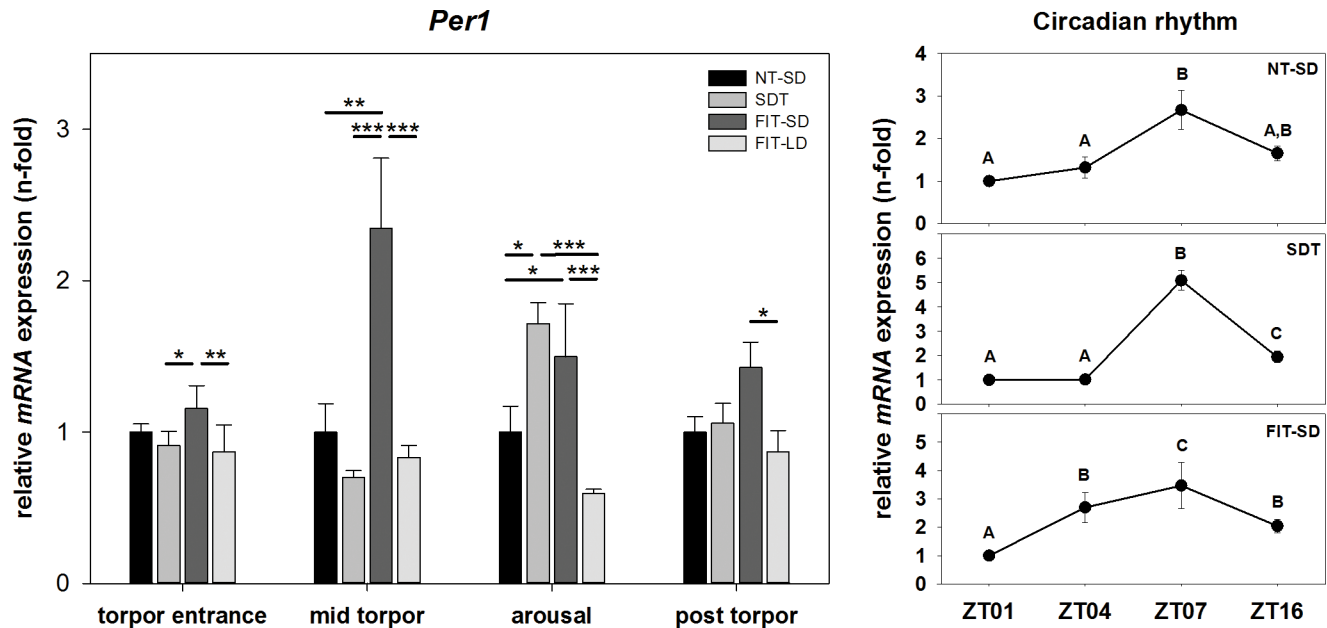 Per1
relative mRNA expression (n-fold)
3
2
1
0
NT-SD
SDT
FIT-SD
FIT-LD
* **
** *** ***
* *** * ***
*
torpor entrance mid torpor arousal post torpor
Circadian rhythm
relative mRNA expression (n-fold)
NT-SD
4
3
2
1
0
A A B A,B
SDT
6
5
4
3
2
1
0
A A B C
FIT-SD
5
4
3
2
1
0
A B C B
ZT01 ZT04 ZT07 ZT16